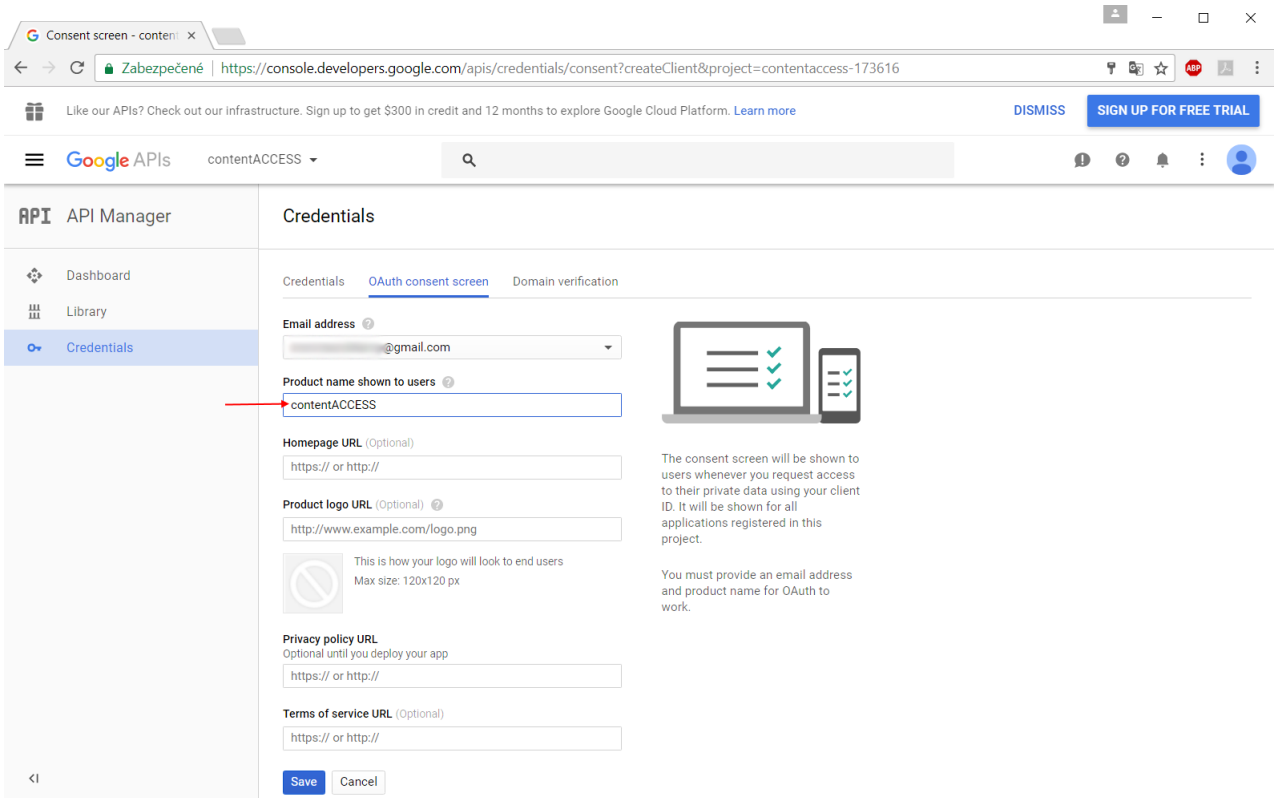 Consent screen - content
Zabezpečené https://console.developers.google.com/apis/credentials/consent?createClient&project=contentaccess-173616
ABP
Like our APIs? Check out our infrastructure. Sign up to get $300 in credit and 12 months to explore Google Cloud Platform. Learn more
DISMISS
SIGN UP FOR FREE TRIAL
Google APIs
contentACCESS
API API Manager
Dashboard
Library
Credentials
Credentials
Credentials OAuth consent screen Domain verification
Email address
@gmail.com
Product name shown to users
contentACCESS
Homepage URL (Optional)
https:// or http://
Product logo URL (Optional)
http://www.example.com/logo.png
This is how your logo will look to end users
Max size: 120x120 px
Privacy policy URL
Optional until you deploy your app
https:// or http://
Terms of service URL (Optional)
https:// or http://
Save Cancel
The consent screen will be shown to
users whenever you request access
to their private data using your client
ID. It will be shown for all
applications registered in this
project.
You must provide an email address
and product name for OAuth to
work.